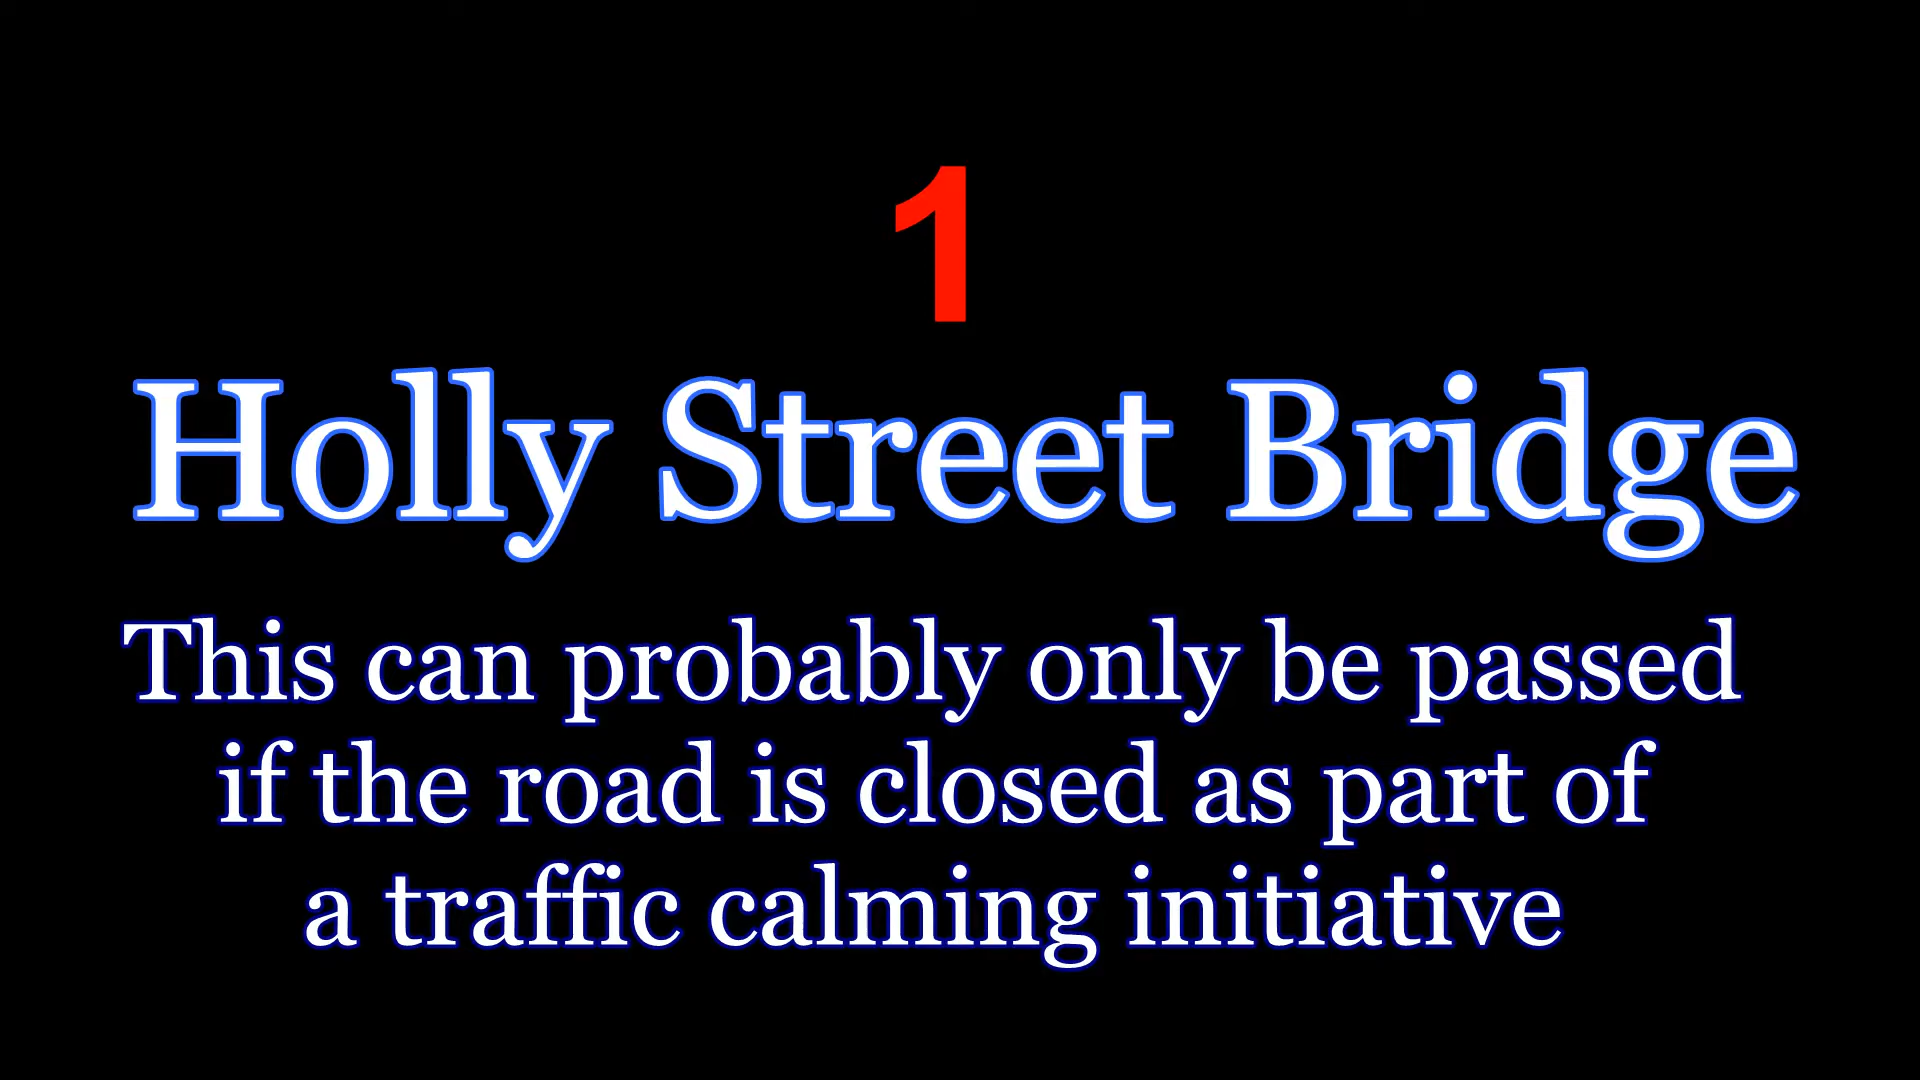 1
Holly Street Bridge
This can probably only be passed
if the road is closed as part of
a traffic calming initiative